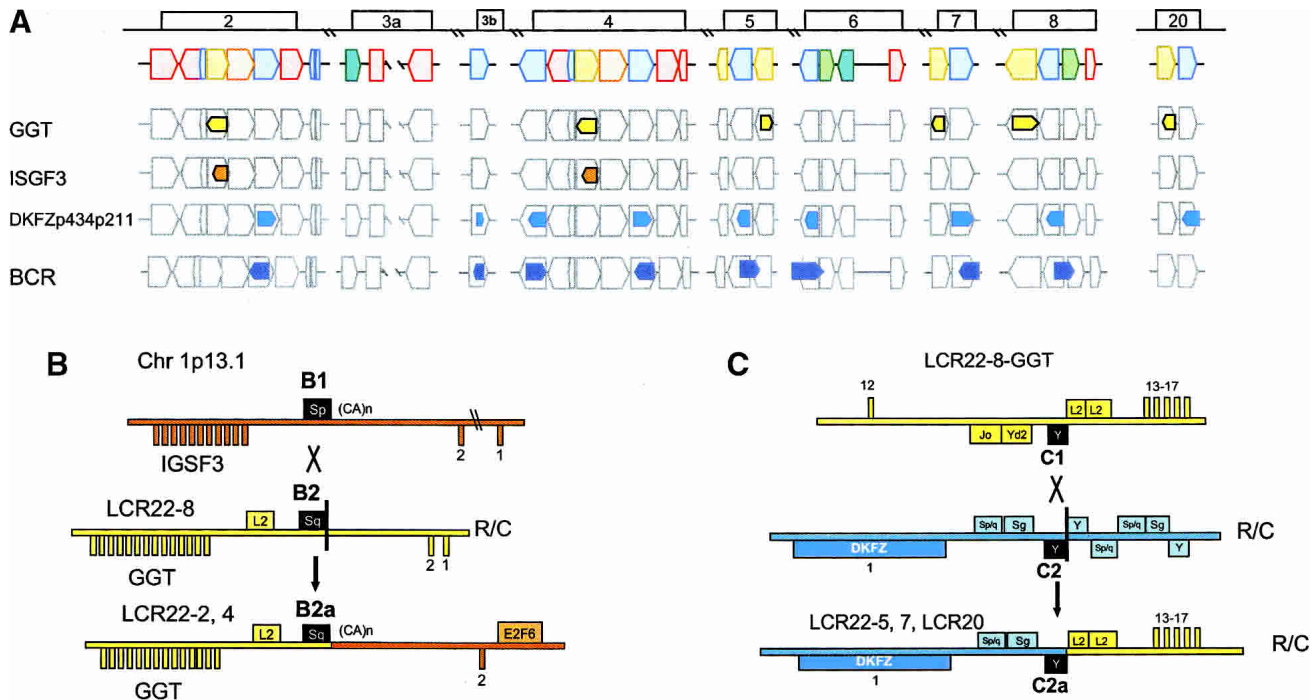 A
2 3a 3b 4 5 6 7 8 20
GGT
ISGF3
DKFZp434p211
BCR
B
Chr 1p13.1
B1
Sp (CA)n
2 1
IGSF3
B2
LCR22-8
L2 Sq R/C
2 1
GGT
LCR22-2, 4
B2a
L2 Sq (CA)n E2F6
2
GGT
C
LCR22-8-GGT
12 13-17
L2 L2
Jo Yd2 Y
C1
Sp/q Sg Y Sp/q Sg
R/C
DKFZ Y Sp/q Y
1 C2
LCR22-5, 7, LCR20
13-17
Sp/q Sg L2 L2
R/C
DKFZ Y
1 C2a